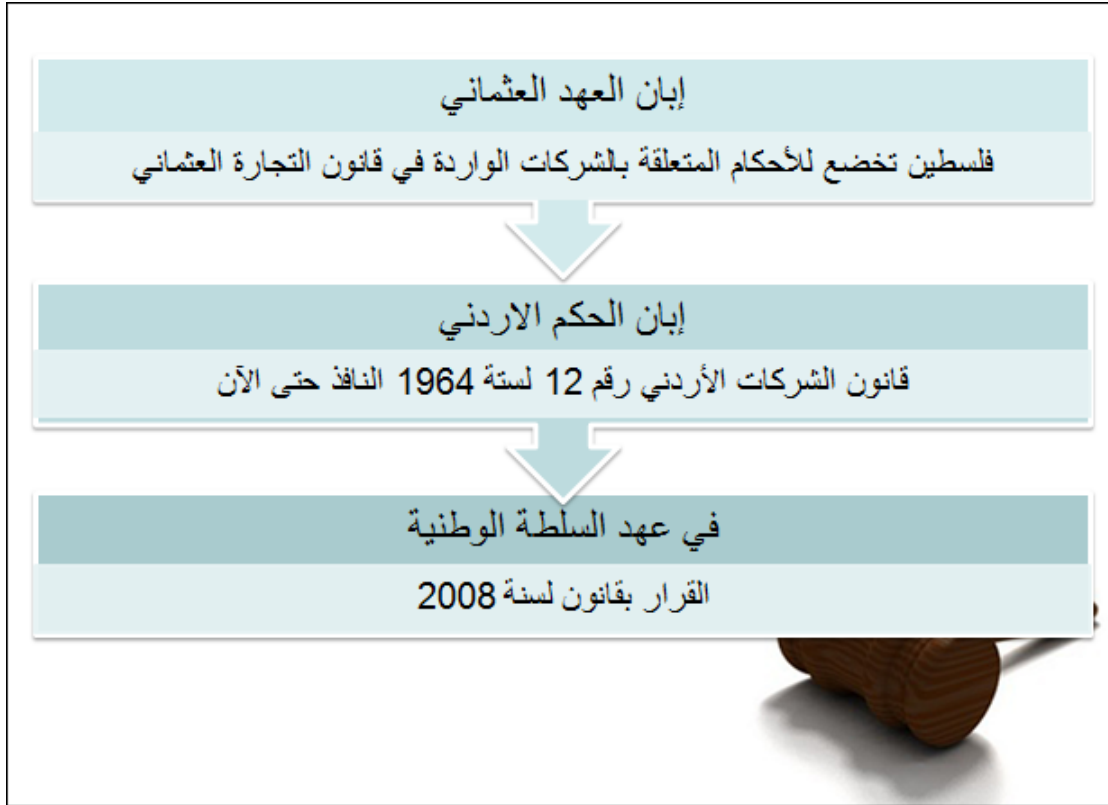 إبان العهد العثماني
فلسطين تخضع للأحكام المتعلقة بالشركات الواردة في قانون التجارة العثماني
إبان الحكم الاردني
قانون الشركات الأردني رقم 12 لستة 1964 النافذ حتى الآن
في عهد السلطة الوطنية
القرار بقانون لسنة 2008